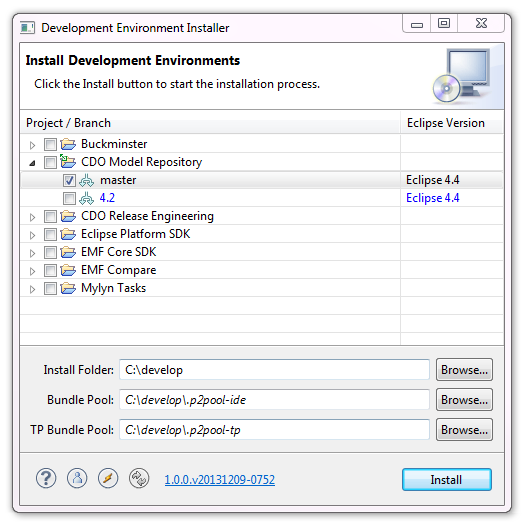 Development Environment Installer
Install Development Environments
Click the Install button to start the installation process.
Project / Branch Eclipse Version
Buckminster
CDO Model Repository
master Eclipse 4.4
4.2 Eclipse 4.4
CDO Release Engineering
Eclipse Platform SDK
EMF Core SDK
EMF Compare
Mylyn Tasks
Install Folder: C:\develop Browse...
Bundle Pool: C:\develop\.p2pool-ide Browse...
TP Bundle Pool: C:\develop\.p2pool-tp Browse...
? 1.0.0.v20131209-0752 Install